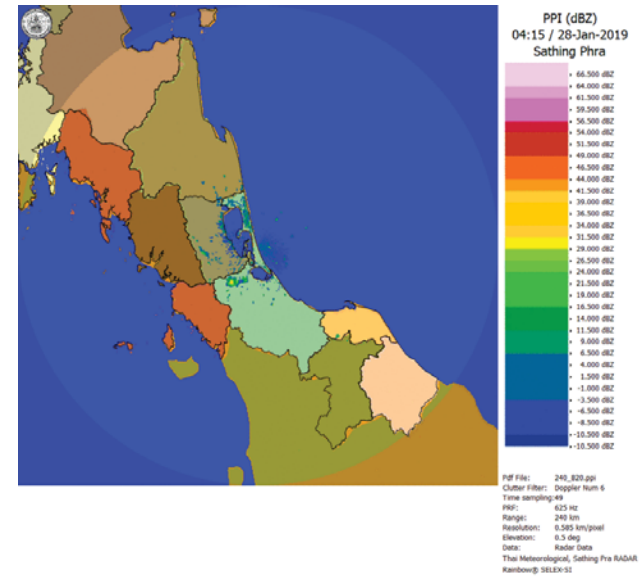 PPI (dBZ)
04:15 / 28-Jan-2019
Sathing Phra
66.500 dBZ
64.000 dBZ
61.500 dBZ
59.500 dBZ
56.500 dBZ
54.000 dBZ
51.500 dBZ
49.000 dBZ
46.500 dBZ
44.000 dBZ
41.500 dBZ
39.000 dBZ
36.500 dBZ
34.000 dBZ
31.500 dBZ
29.000 dBZ
26.500 dBZ
24.000 dBZ
21.500 dBZ
19.000 dBZ
16.500 dBZ
14.000 dBZ
11.500 dBZ
9.000 dBZ
6.500 dBZ
4.000 dBZ
1.500 dBZ
-1.000 dBZ
-3.500 dBZ
-6.500 dBZ
-8.500 dBZ
-10.500 dBZ
-10.500 dBZ
Pdf File: 240_820.ppi
Clutter Filter: Doppler Num 6
Time sampling:49
PRF: 625 Hz
Range: 240 km
Resolution: 0.585 km/pixel
Elevation: 0.5 deg
Data: Radar Data
Thai Meteorological, Sathing Pra RADAR
Rainbow® SELEX-SI